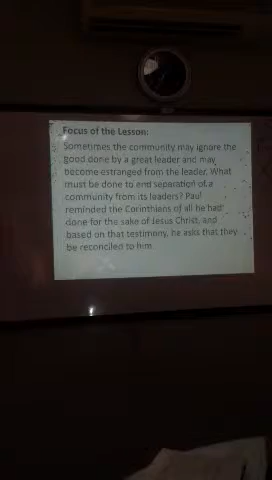 Focus of the Lesson:
Sometimes the community may ignore the
good done by a great leader and may
become estranged from the leader. What
must be done to end separation of a
community from its leaders? Paul
reminded the Corinthians of all he had
done for the sake of Jesus Christ, and
based on that testimony, he asks that they
be reconciled to him.